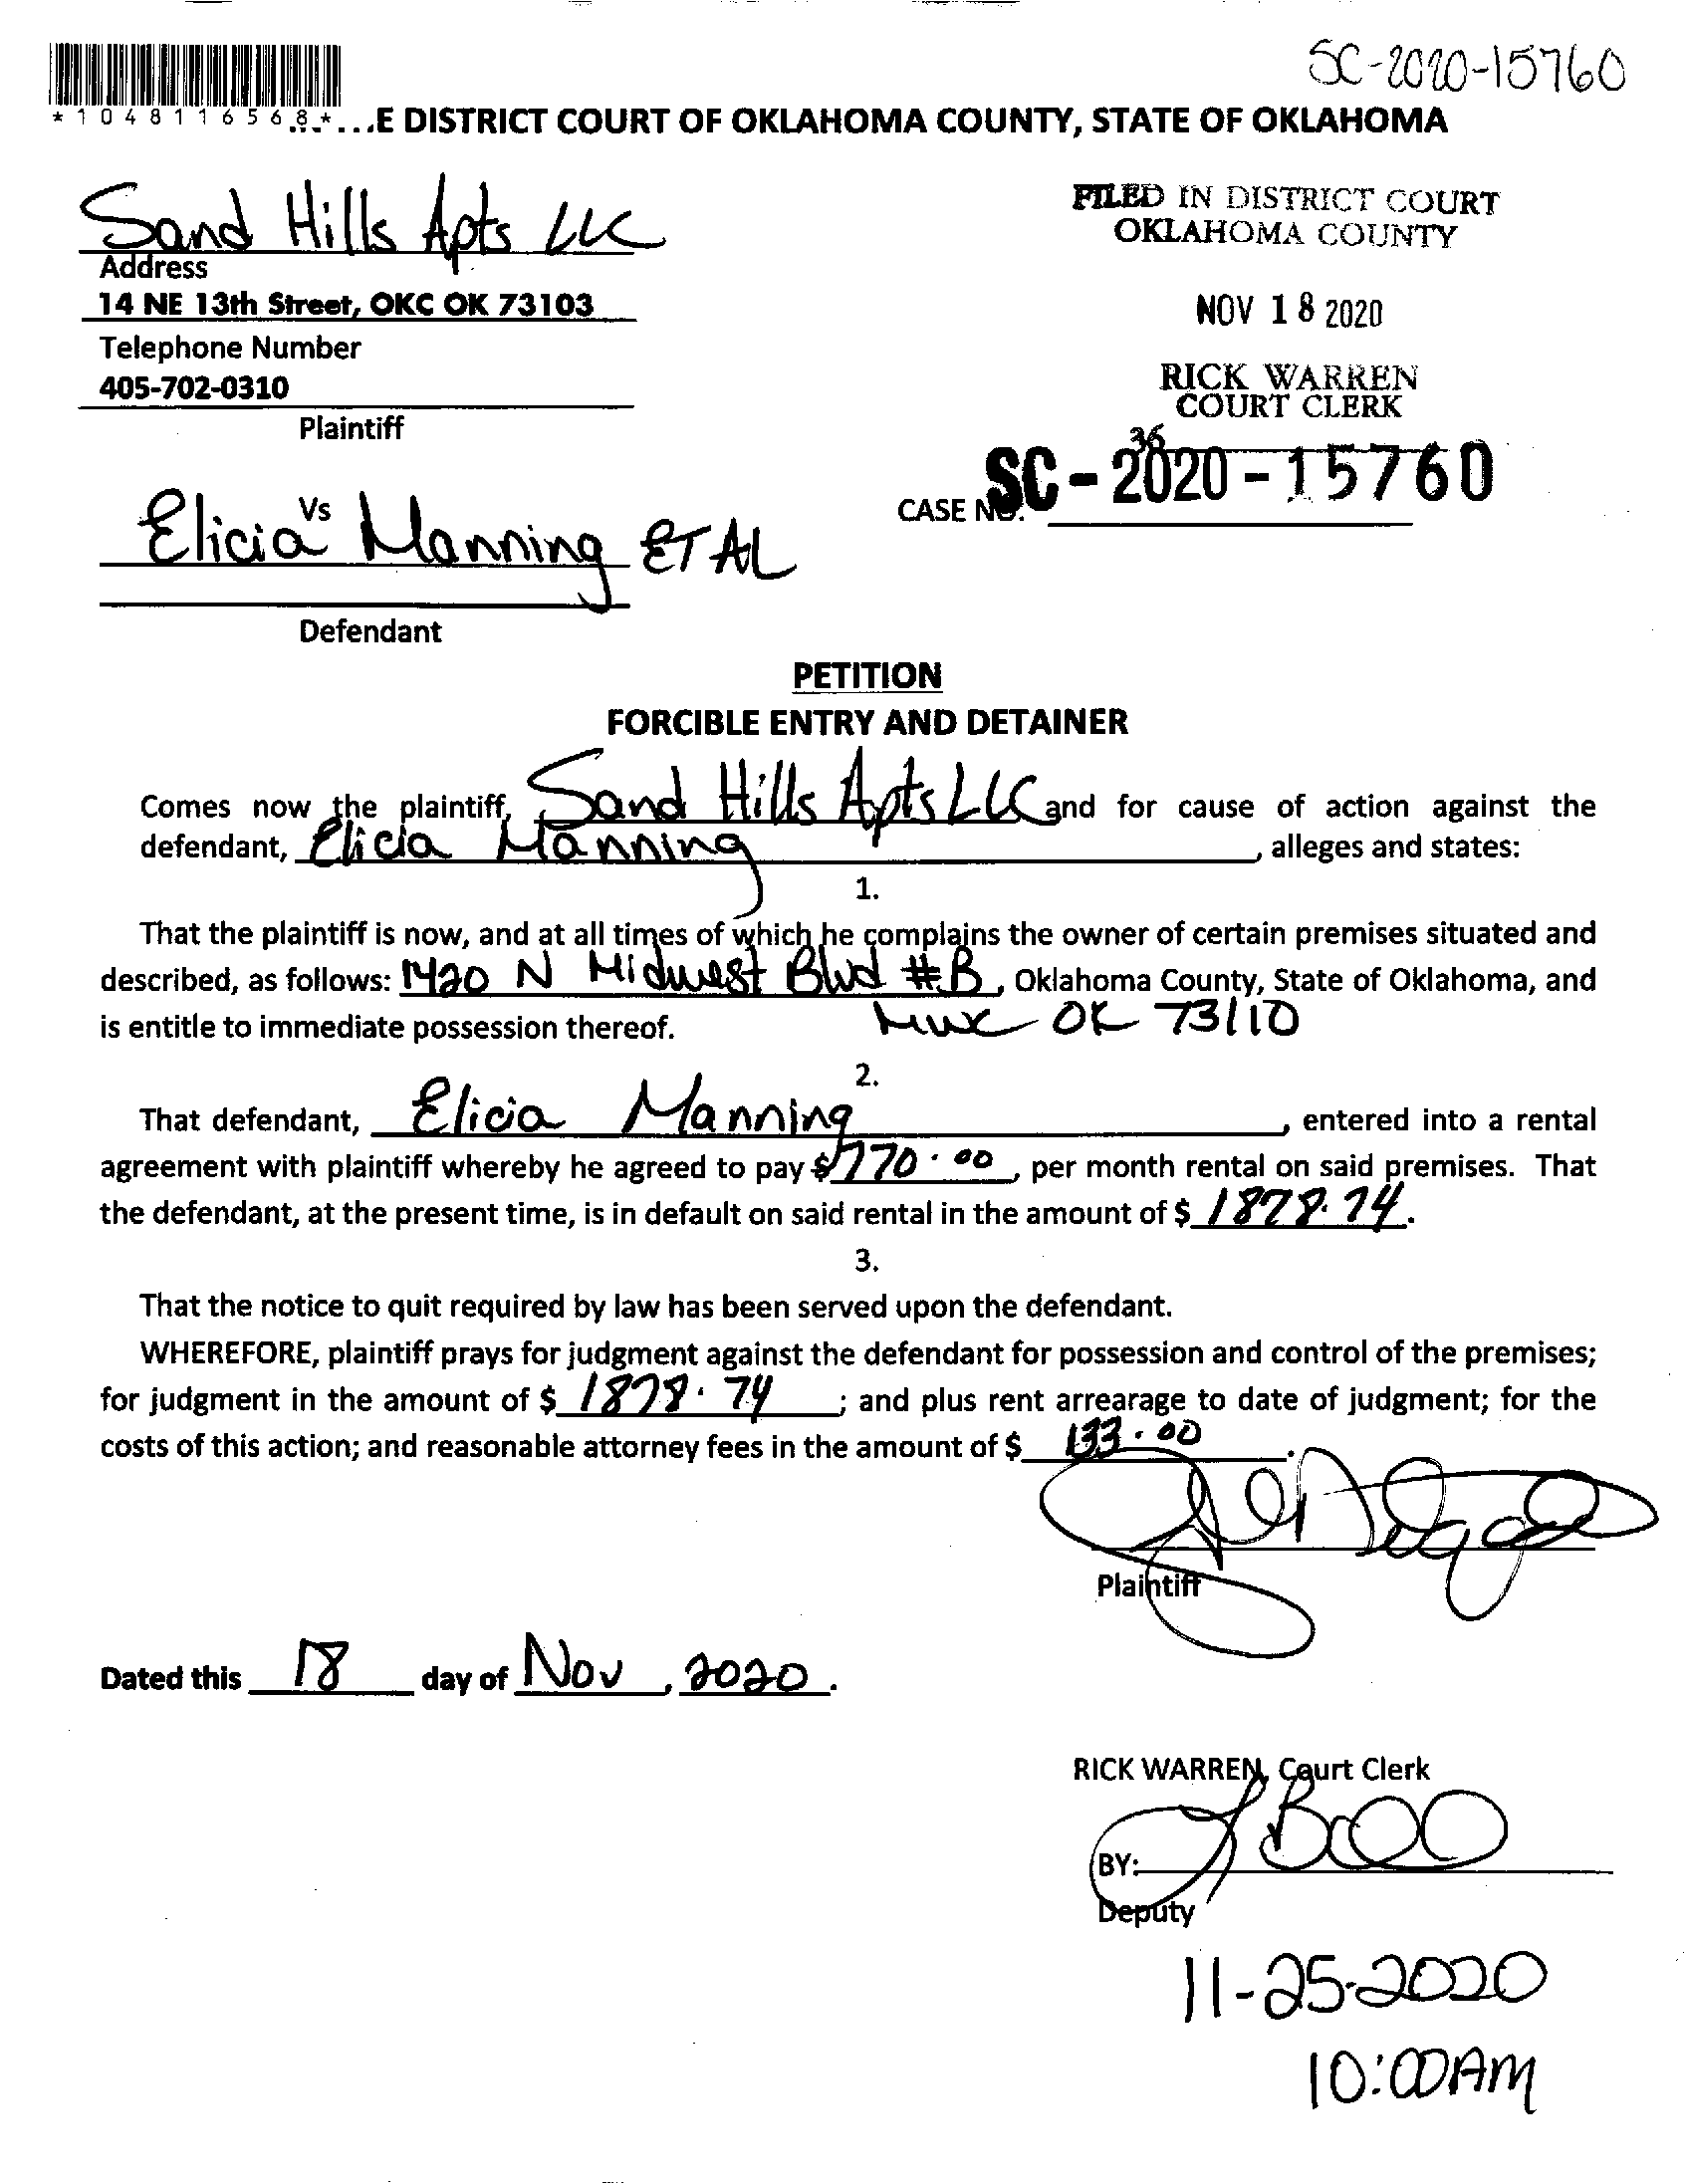 SC-2020-15760
*1048116568*
...E DISTRICT COURT OF OKLAHOMA COUNTY, STATE OF OKLAHOMA
Sand Hills Apts LLC
Address
14 NE 13th Street, OKC OK 73103
Telephone Number
405-702-0310
Plaintiff
FILED IN DISTRICT COURT
OKLAHOMA COUNTY
NOV 18 2020
RICK WARREN
COURT CLERK
36
CASE NO. SC-2020-15760
Vs
Elicia Manning ET AL
Defendant
PETITION
FORCIBLE ENTRY AND DETAINER
Comes now the plaintiff, Sand Hills Apts LLC and for cause of action against the
defendant, Elicia Manning, alleges and states:
1.
That the plaintiff is now, and at all times of which he complains the owner of certain premises situated and
described, as follows: 1420 N Midwest Blvd #B, Oklahoma County, State of Oklahoma, and
is entitle to immediate possession thereof. MWC OK 73110
2.
That defendant, Elicia Manning, entered into a rental
agreement with plaintiff whereby he agreed to pay $770.00, per month rental on said premises. That
the defendant, at the present time, is in default on said rental in the amount of $ 1878.74.
3.
That the notice to quit required by law has been served upon the defendant.
WHEREFORE, plaintiff prays for judgment against the defendant for possession and control of the premises;
for judgment in the amount of $ 1878.74; and plus rent arrearage to date of judgment; for the
costs of this action; and reasonable attorney fees in the amount of $ 133.00.
Plaintiff
Dated this 18 day of Nov, 2020.
RICK WARREN, Court Clerk
BY:
Deputy
11-25-2020
10:00AM